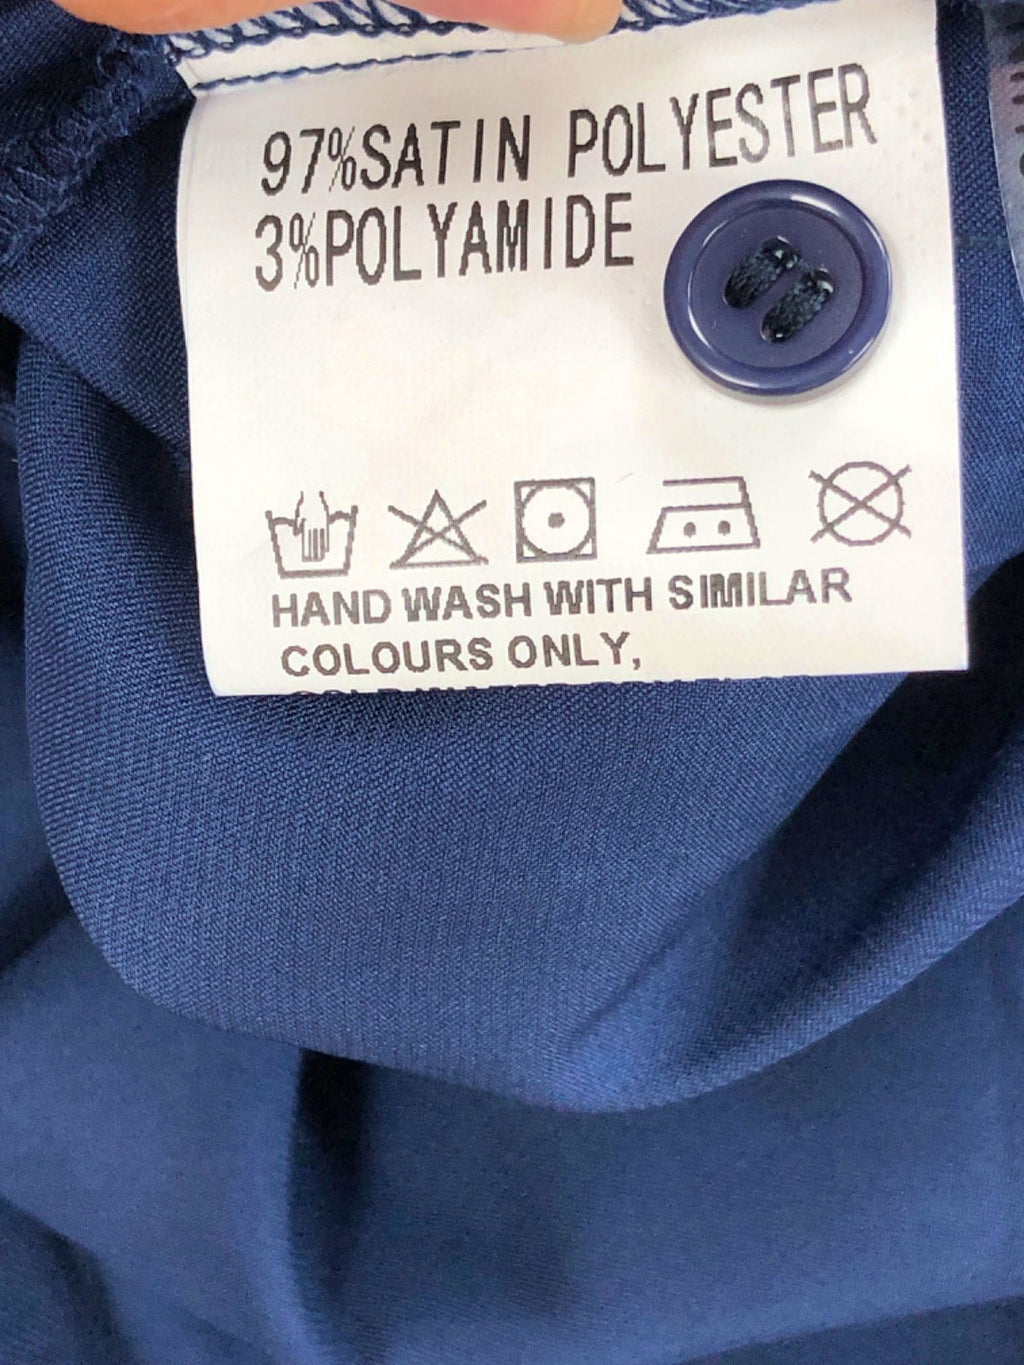 97%SATIN POLYESTER
3%POLYAMIDE
HAND WASH WITH SIMILAR
COLOURS ONLY,